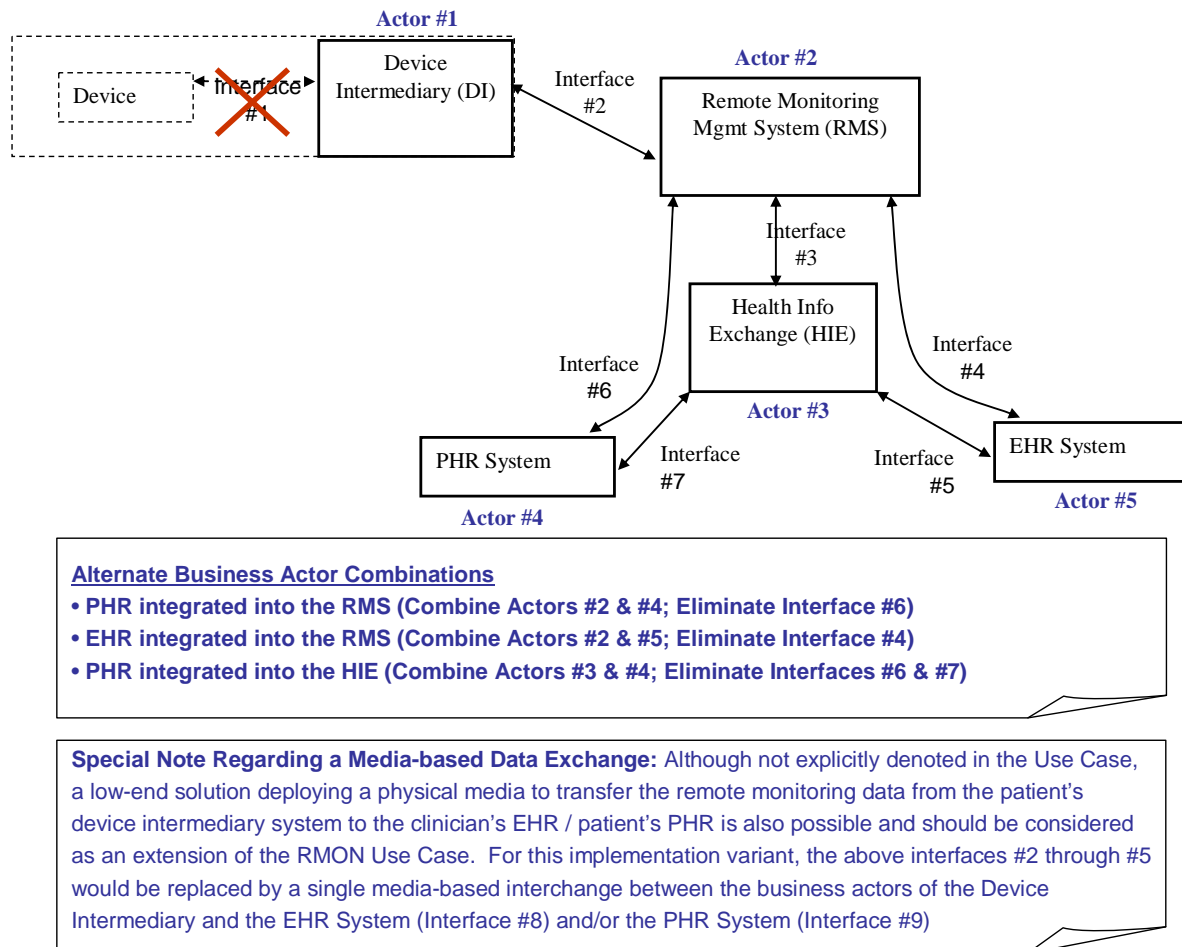 Actor #1
Device
Interface
#1
Device
Intermediary (DI)
Interface
#2
Actor #2
Remote Monitoring
Mgmt System (RMS)
Interface
#3
Health Info
Exchange (HIE)
Actor #3
Interface
#6
Interface
#4
PHR System
Actor #4
Interface
#7
Interface
#5
EHR System
Actor #5
Alternate Business Actor Combinations
• PHR integrated into the RMS (Combine Actors #2 & #4; Eliminate Interface #6)
• EHR integrated into the RMS (Combine Actors #2 & #5; Eliminate Interface #4)
• PHR integrated into the HIE (Combine Actors #3 & #4; Eliminate Interfaces #6 & #7)
Special Note Regarding a Media-based Data Exchange: Although not explicitly denoted in the Use Case,
a low-end solution deploying a physical media to transfer the remote monitoring data from the patient's
device intermediary system to the clinician's EHR / patient's PHR is also possible and should be considered
as an extension of the RMON Use Case. For this implementation variant, the above interfaces #2 through #5
would be replaced by a single media-based interchange between the business actors of the Device
Intermediary and the EHR System (Interface #8) and/or the PHR System (Interface #9)